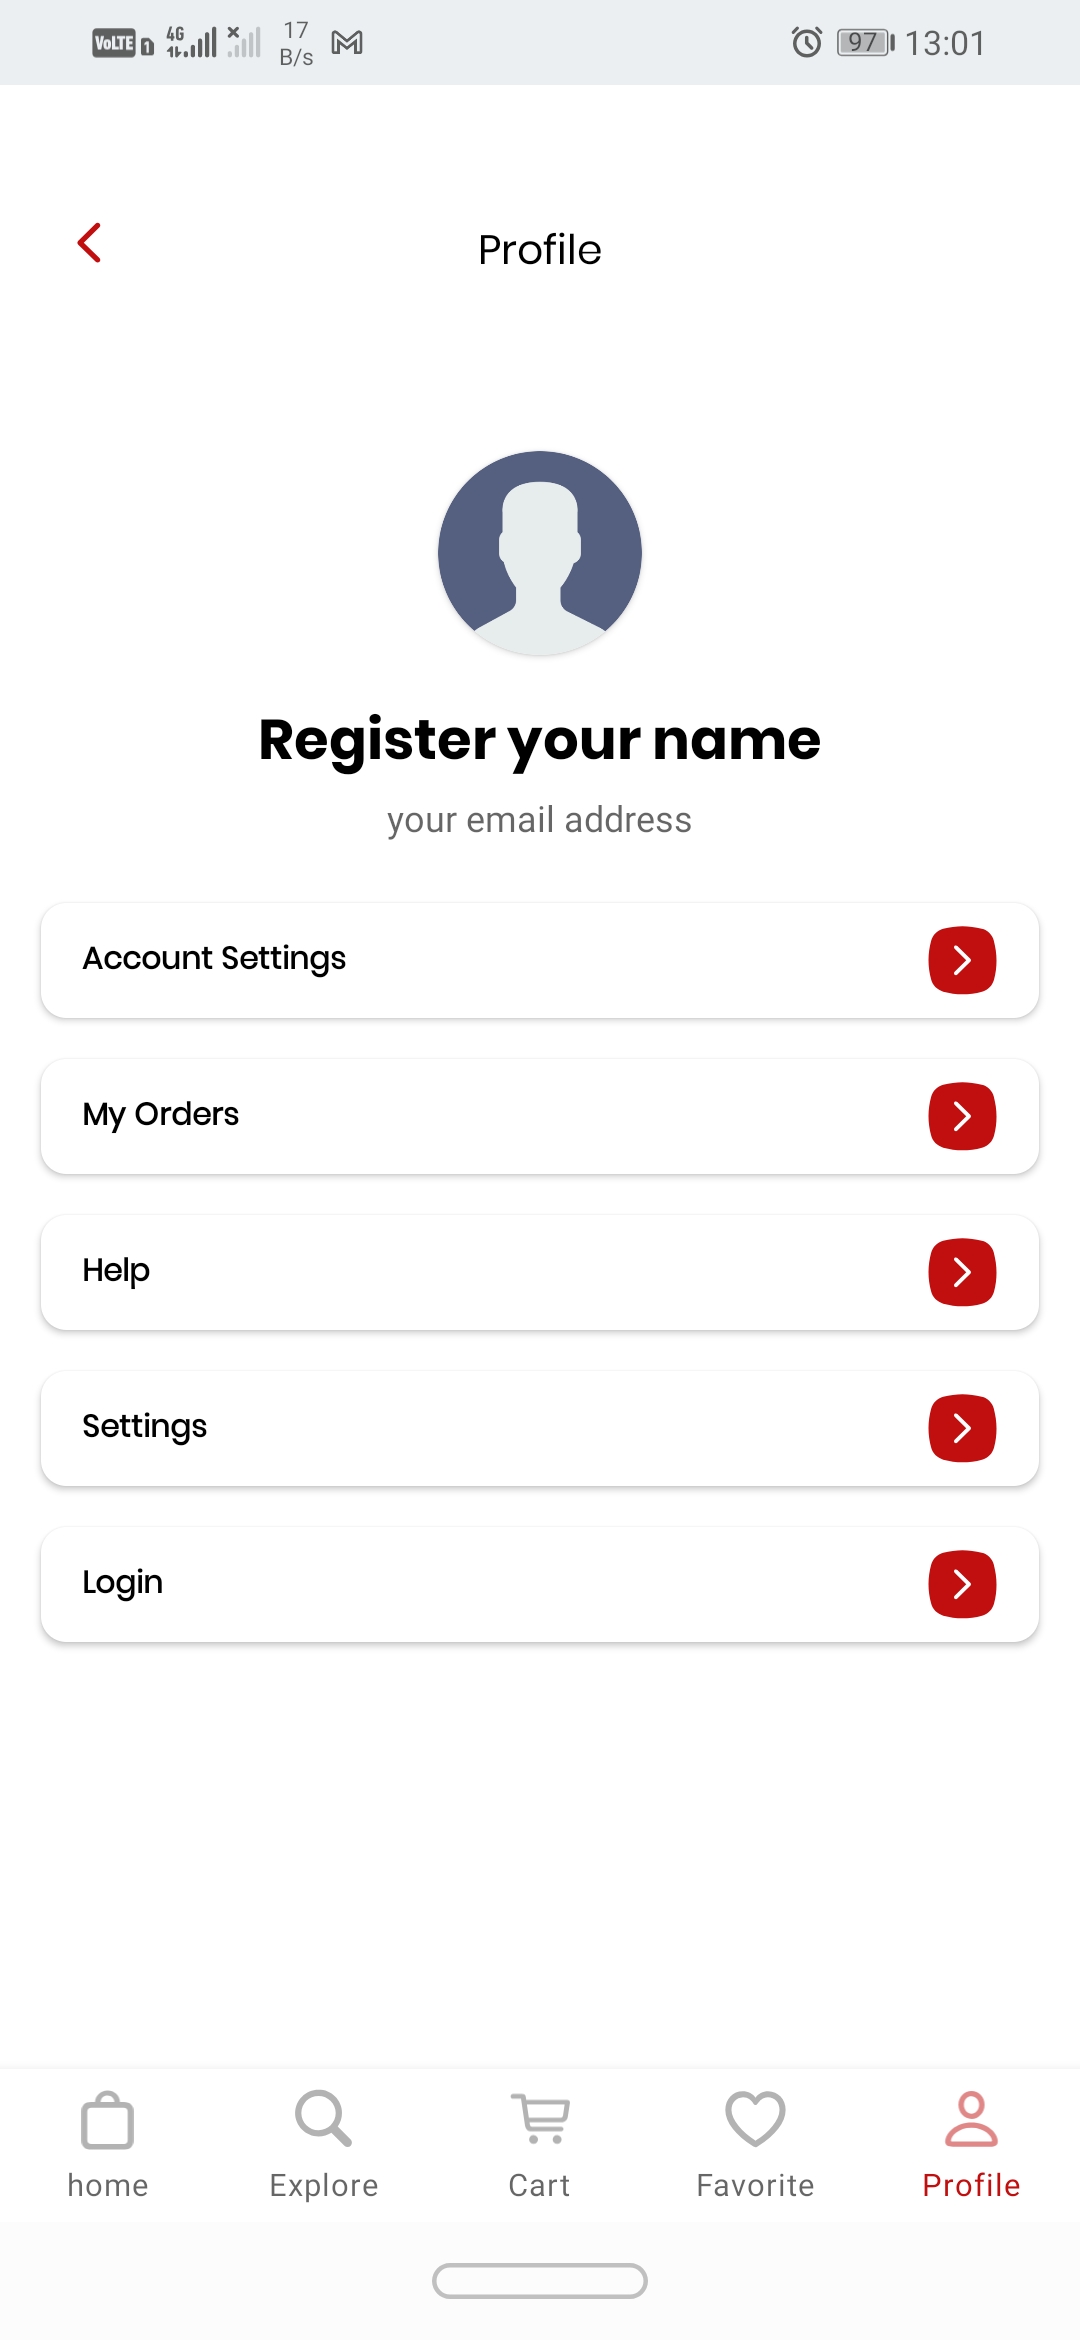 VoLTE 1 4G 17 B/s 97 13:01
Profile
Register your name
your email address
Account Settings
My Orders
Help
Settings
Login
home Explore Cart Favorite Profile